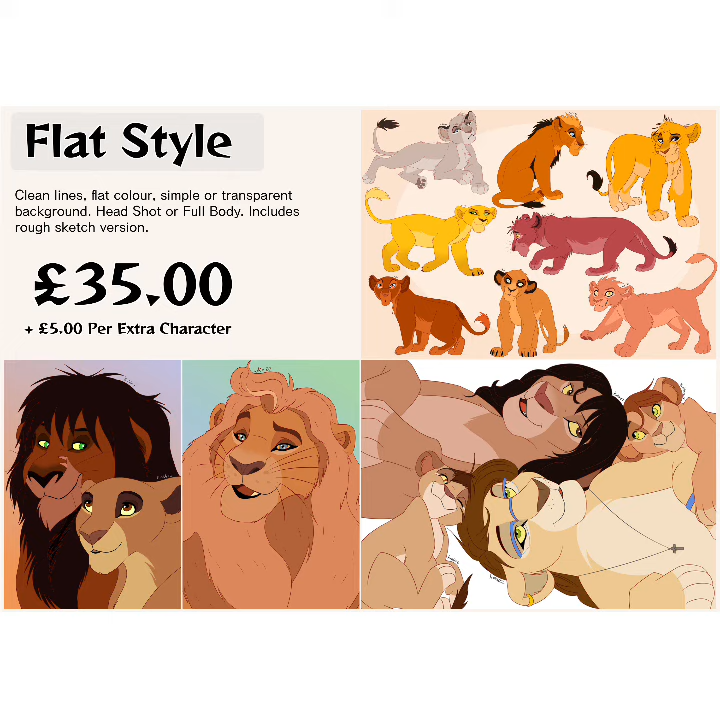 Flat Style
Clean lines, flat colour, simple or transparent
background. Head Shot or Full Body. Includes
rough sketch version.
£35.00
+ £5.00 Per Extra Character